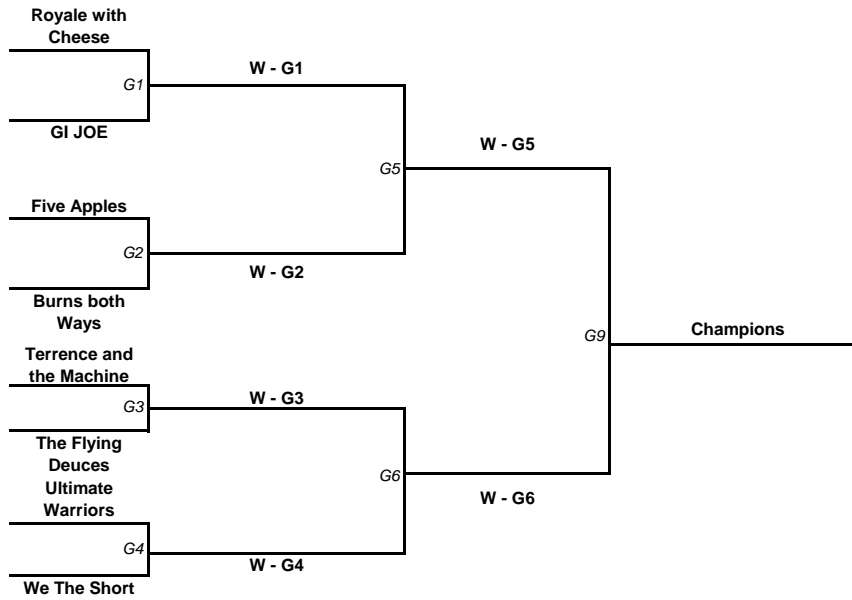 Royale with
Cheese
G1
W - G1
GI JOE
W - G5
G5
Five Apples
G2
W - G2
Burns both
Ways
G9
Champions
Terrence and
the Machine
G3
W - G3
The Flying
Deuces
G6
W - G6
Ultimate
Warriors
G4
W - G4
We The Short